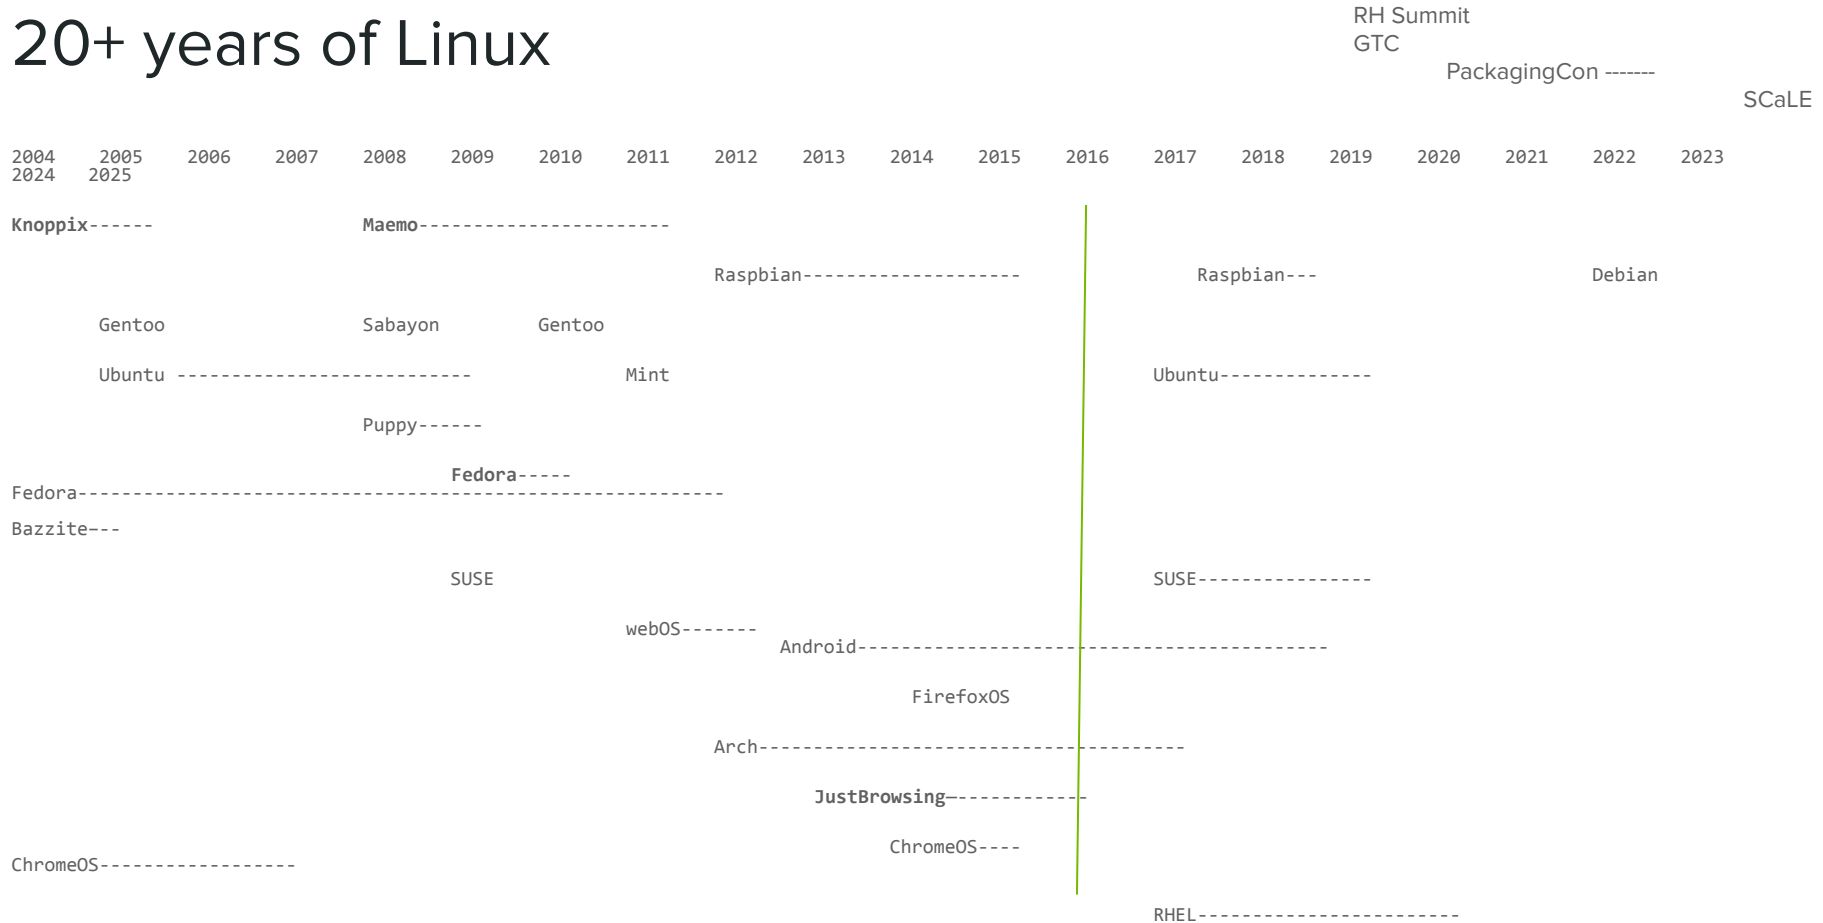 20+ years of Linux
RH Summit
GTC
PackagingCon -------
SCaLE
2004 2005 2006 2007 2008 2009 2010 2011 2012 2013 2014 2015 2016 2017 2018 2019 2020 2021 2022 2023
2024 2025
Knoppix------ Maemo-----------------------
Raspbian-------------------- Raspbian--- Debian
Gentoo Sabayon Gentoo
Ubuntu --------------------------- Mint Ubuntu--------------
Puppy------
Fedora-----
Fedora-----------------------------------------------------------
Bazzite–--
SUSE SUSE----------------
webOS-------
Android-------------------------------------------
FirefoxOS
Arch---------------------------------------
JustBrowsing—------------
ChromeOS----
ChromeOS------------------
RHEL------------------------